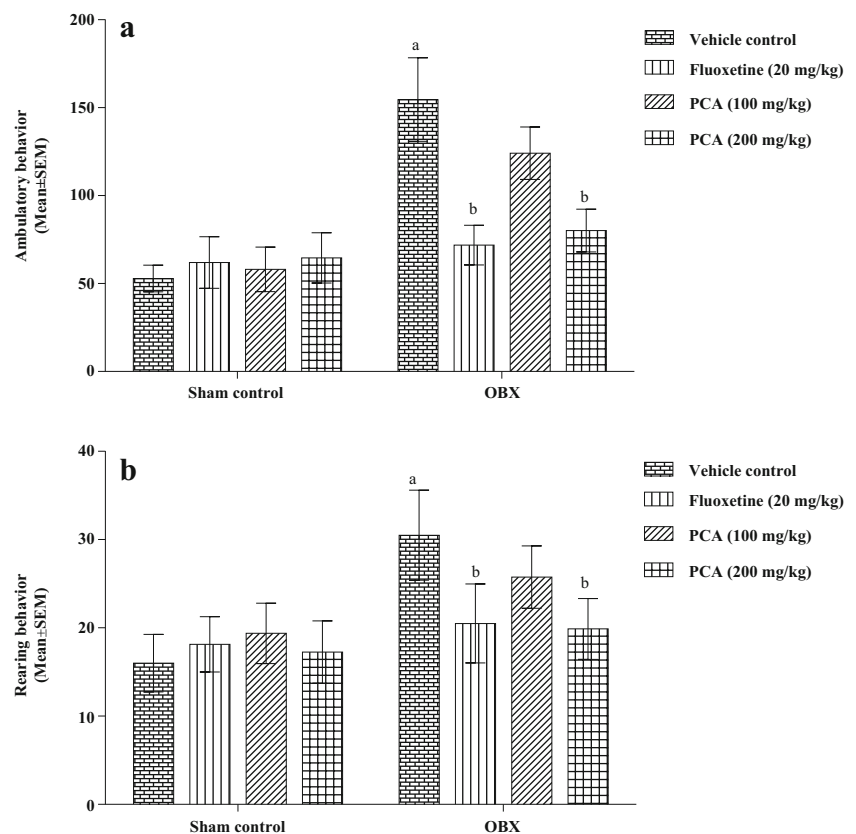 a
200
150
100
50
0
Ambulatory behavior
(Mean±SEM)
a
b
b
Sham control
OBX
Vehicle control
Fluoxetine (20 mg/kg)
PCA (100 mg/kg)
PCA (200 mg/kg)
b
40
30
20
10
0
Rearing behavior
(Mean±SEM)
a
b
b
Sham control
OBX
Vehicle control
Fluoxetine (20 mg/kg)
PCA (100 mg/kg)
PCA (200 mg/kg)